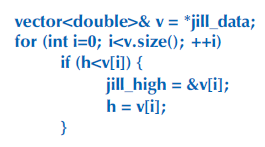 vector<double>& v = *jill_data;
for (int i=0; i<v.size(); ++i)
if (h<v[i]) {
jill_high = &v[i];
h = v[i];
}